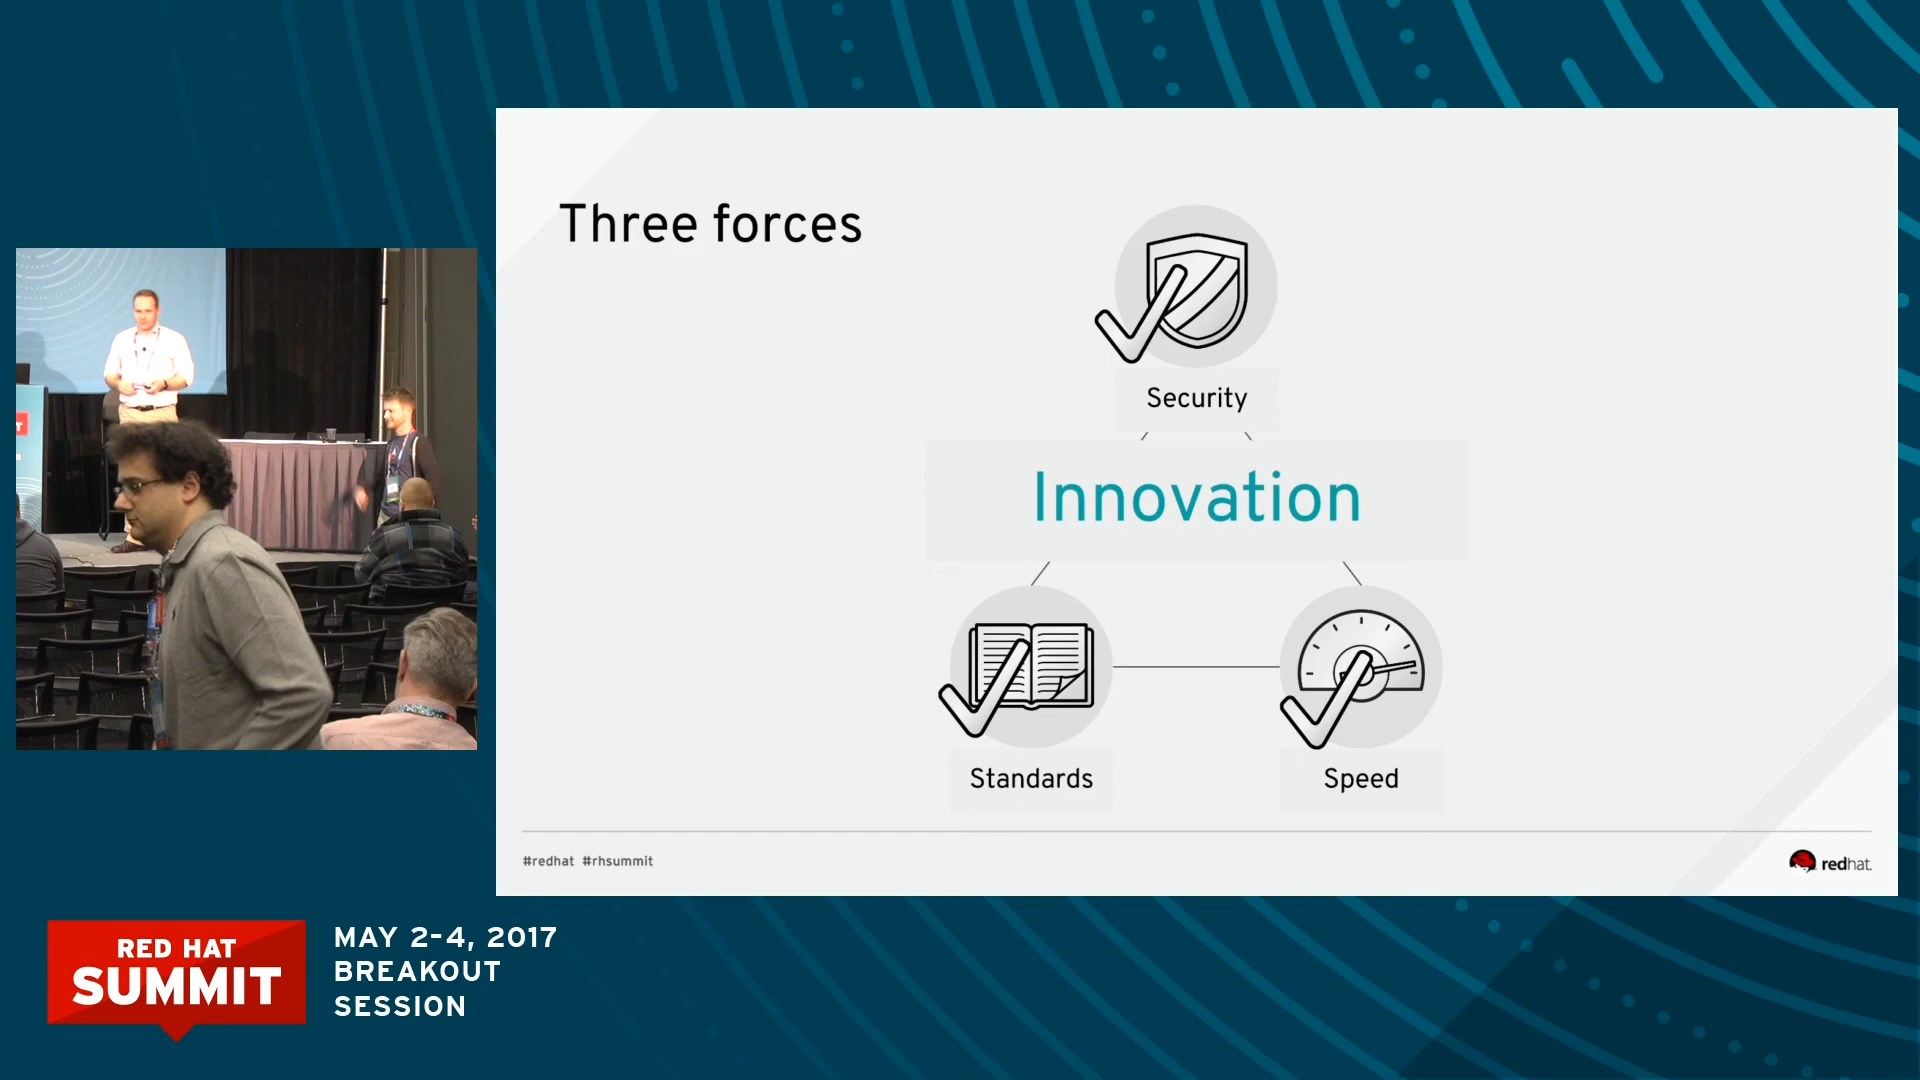 Three forces
Security
Innovation
Standards
Speed
#redhat #rhsummit
redhat.
RED HAT
SUMMIT
MAY 2-4, 2017
BREAKOUT
SESSION